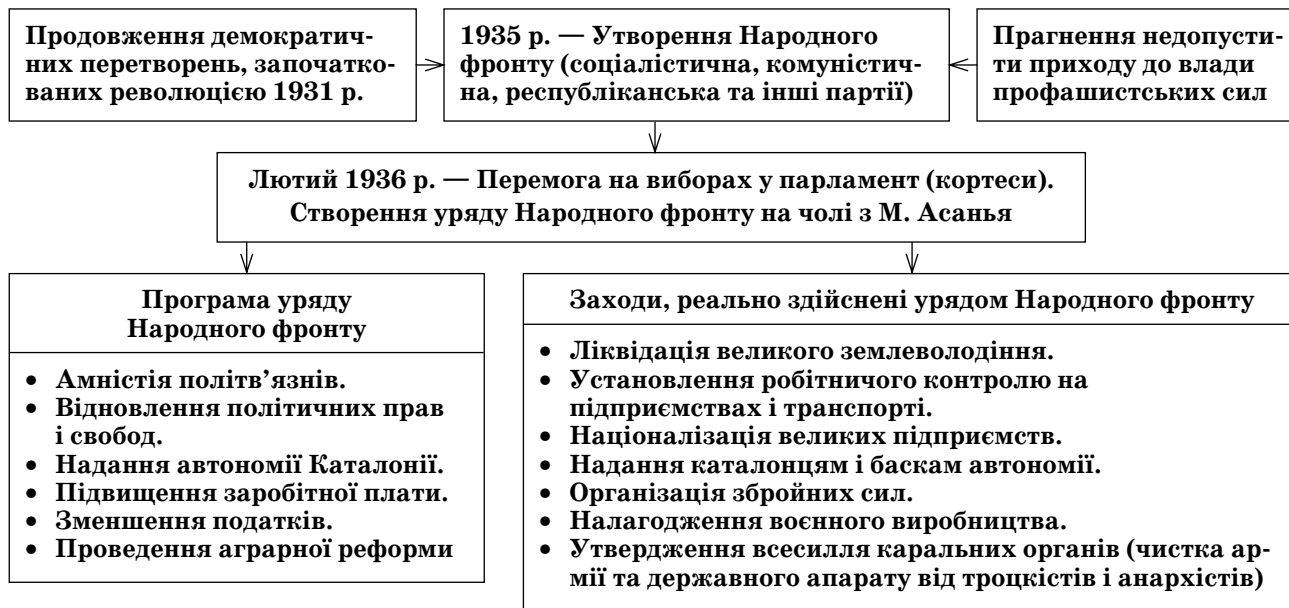 Продовження демократич-
них перетворень, започатко-
ваних революцією 1931 р.
1935 р. — Утворення Народного
фронту (соціалістична, комуністич-
на, республіканська та інші партії)
Прагнення недопусти-
ти приходу до влади
профашистських сил
Лютий 1936 р. — Перемога на виборах у парламент (кортеси).
Створення уряду Народного фронту на чолі з М. Асанья
Програма уряду
Народного фронту
• Амністія політв’язнів.
• Відновлення політичних прав
і свобод.
• Надання автономії Каталонії.
• Підвищення заробітної плати.
• Зменшення податків.
• Проведення аграрної реформи
Заходи, реально здійснені урядом Народного фронту
• Ліквідація великого землеволодіння.
• Установлення робітничого контролю на
підприємствах і транспорті.
• Націоналізація великих підприємств.
• Надання каталонцям і баскам автономії.
• Організація збройних сил.
• Налагодження воєнного виробництва.
• Утвердження всесилля каральних органів (чистка ар-
мії та державного апарату від троцкістів і анархістів)